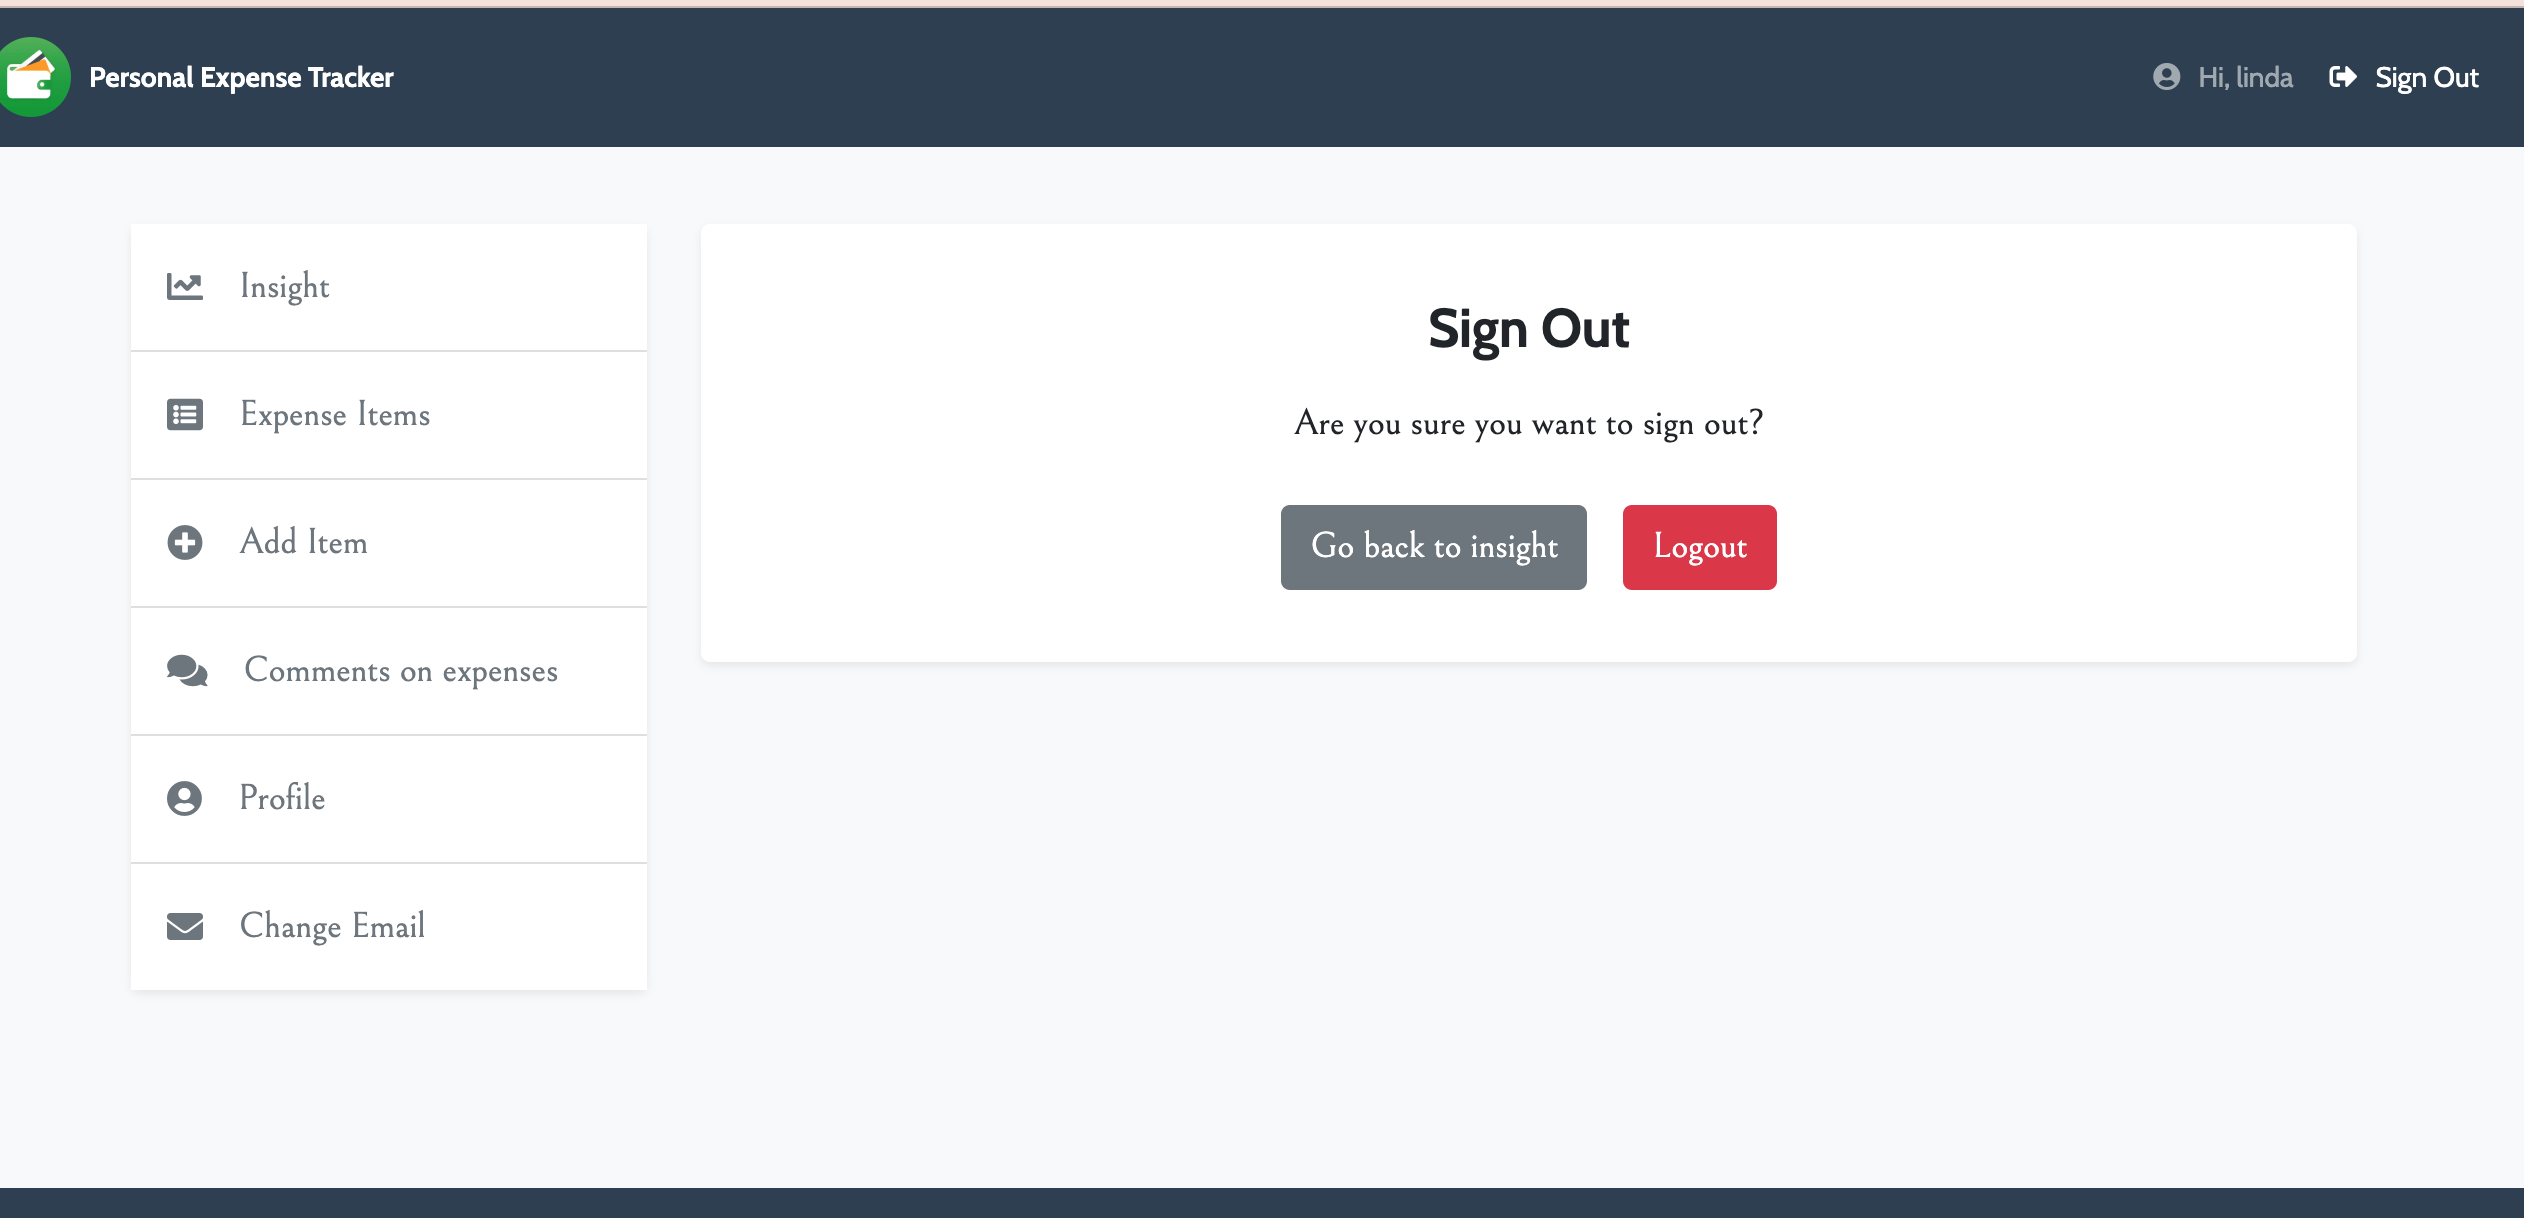 Personal Expense Tracker
Hi, linda
Sign Out
Insight
Expense Items
Add Item
Comments on expenses
Profile
Change Email
Sign Out
Are you sure you want to sign out?
Go back to insight
Logout